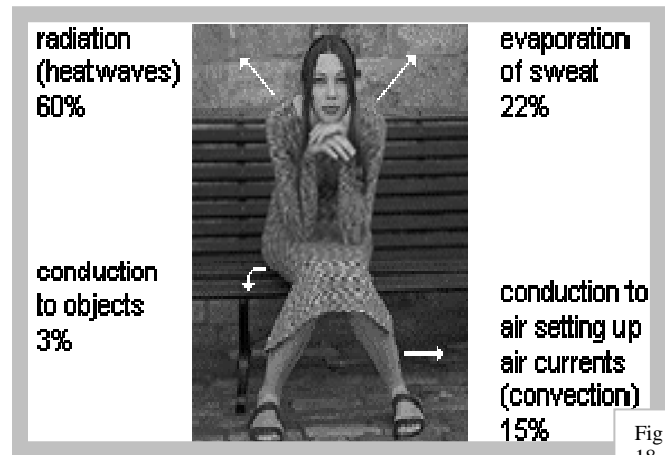 radiation
(heatwaves)
60%
evaporation
of sweat
22%
conduction
to objects
3%
conduction to
air setting up
air currents
(convection)
15%
Fig